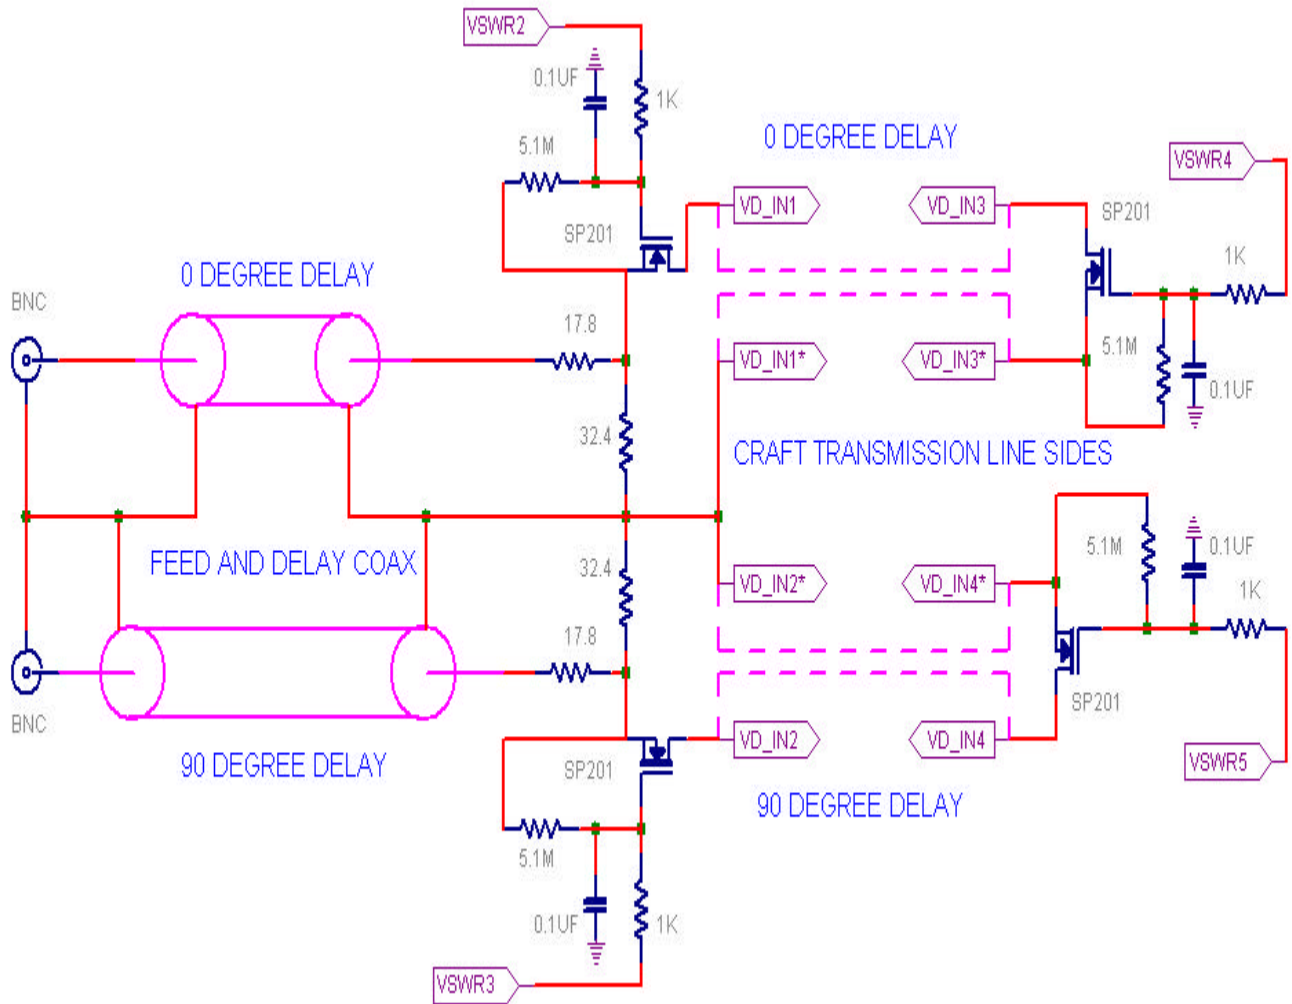 VSWR2
0.1UF
1K
5.1M
0 DEGREE DELAY
VSWR4
VD_IN1
VD_IN3
SP201
SP201
1K
0 DEGREE DELAY
BNC
17.8
VD_IN1*
VD_IN3*
5.1M
0.1UF
32.4
CRAFT TRANSMISSION LINE SIDES
FEED AND DELAY COAX
5.1M
0.1UF
32.4
VD_IN2*
VD_IN4*
1K
17.8
BNC
SP201
90 DEGREE DELAY
SP201
VD_IN2
VD_IN4
VSWR5
90 DEGREE DELAY
5.1M
0.1UF
1K
VSWR3